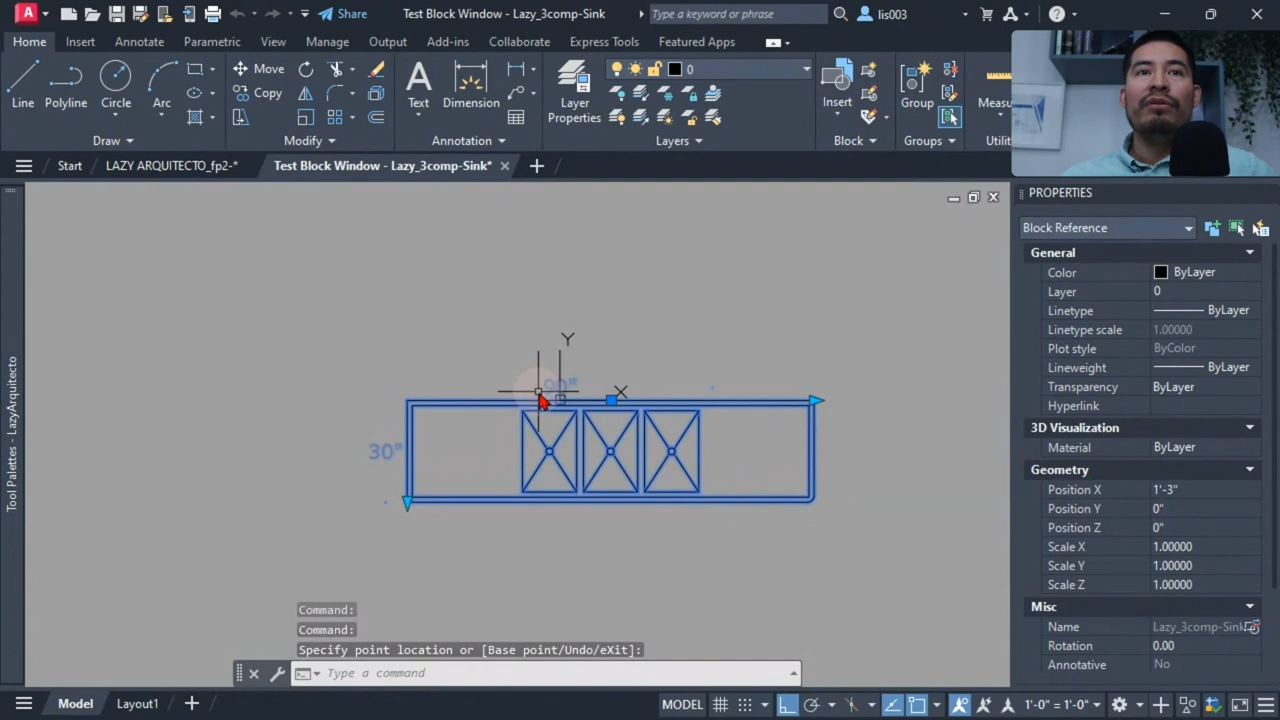 Share
Test Block Window - Lazy_3comp-Sink
Type a keyword or phrase
lis003
Home Insert Annotate Parametric View Manage Output Add-ins Collaborate Express Tools Featured Apps
Line Polyline Circle Arc
Move
Copy
Text Dimension
Layer
Properties
0
Insert
Group
Measu
Draw Modify Annotation Layers Block Groups Utilit
Start LAZY ARQUITECTO_fp2-* Test Block Window - Lazy_3comp-Sink*
Tool Palettes - LazyArquitecto
Y
X
90"
30"
Command:
Command:
Specify point location or [Base point/Undo/eXit]:
Type a command
Model Layout1
MODEL
1'-0" = 1'-0"
PROPERTIES
Block Reference
General
Color ByLayer
Layer 0
Linetype ByLayer
Linetype scale 1.00000
Plot style ByColor
Lineweight ByLayer
Transparency ByLayer
Hyperlink
3D Visualization
Material ByLayer
Geometry
Position X 1'-3"
Position Y 0"
Position Z 0"
Scale X 1.00000
Scale Y 1.00000
Scale Z 1.00000
Misc
Name Lazy_3comp-Sink
Rotation 0.00
Annotative No